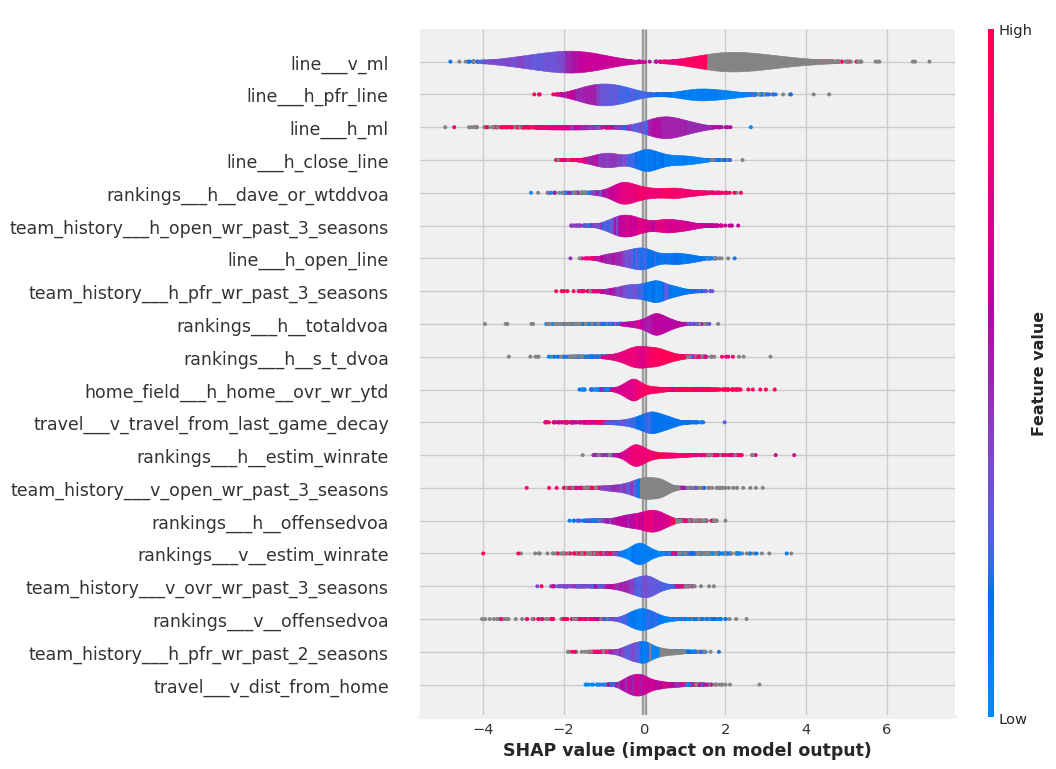 High
line___v_ml
line___h_pfr_line
line___h_ml
line___h_close_line
rankings___h__dave_or_wtddvoa
team_history___h_open_wr_past_3_seasons
line___h_open_line
team_history___h_pfr_wr_past_3_seasons
rankings___h__totaldvoa
rankings___h__s_t_dvoa
home_field___h_home__ovr_wr_ytd
travel___v_travel_from_last_game_decay
rankings___h__estim_winrate
team_history___v_open_wr_past_3_seasons
rankings___h__offensedvoa
rankings___v__estim_winrate
team_history___v_ovr_wr_past_3_seasons
rankings___v__offensedvoa
team_history___h_pfr_wr_past_2_seasons
travel___v_dist_from_home
Feature value
Low
−4 −2 0 2 4 6
SHAP value (impact on model output)